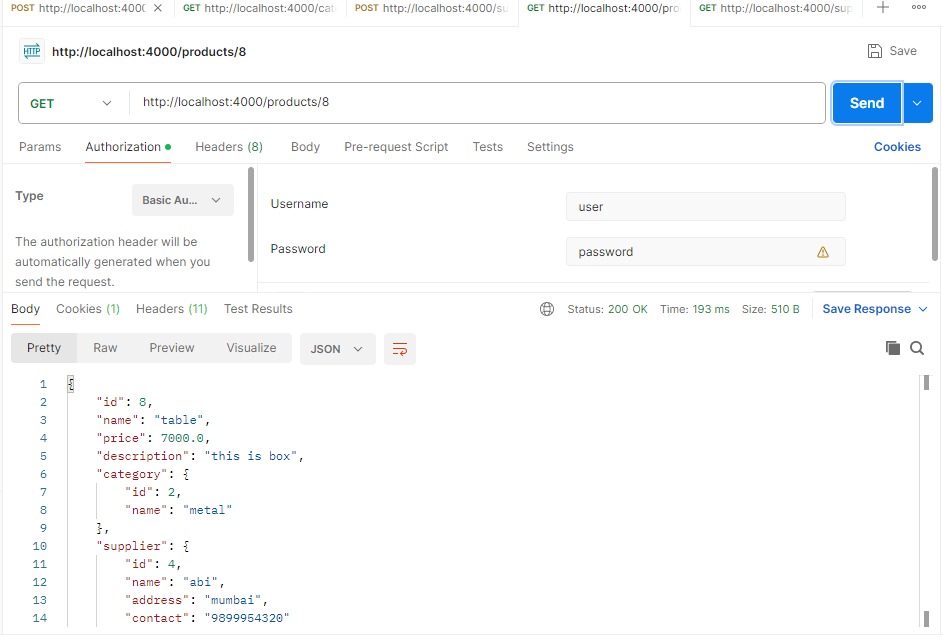 POST http://localhost:400 GET http://localhost:4000/cat POST http://localhost:4000/su GET http://localhost:4000/pro GET http://localhost:4000/sup
HTTP http://localhost:4000/products/8 Save
GET http://localhost:4000/products/8 Send
Params Authorization Headers (8) Body Pre-request Script Tests Settings Cookies
Type Basic Au...
The authorization header will be
automatically generated when you
send the request.
Username user
Password password
Body Cookies (1) Headers (11) Test Results Status: 200 OK Time: 193 ms Size: 510 B Save Response
Pretty Raw Preview Visualize JSON
1 {
2 "id": 8,
3 "name": "table",
4 "price": 7000.0,
5 "description": "this is box",
6 "category": {
7 "id": 2,
8 "name": "metal"
9 },
10 "supplier": {
11 "id": 4,
12 "name": "abi",
13 "address": "mumbai",
14 "contact": "9899954320"